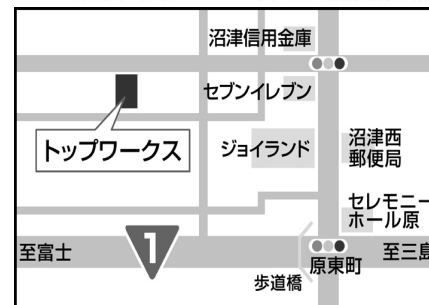 沼津信用金庫
セブンイレブン
トップワークス
ジョイランド
沼津西
郵便局
セレモニー
ホール原
至富士
1
原東町
至三島
歩道橋